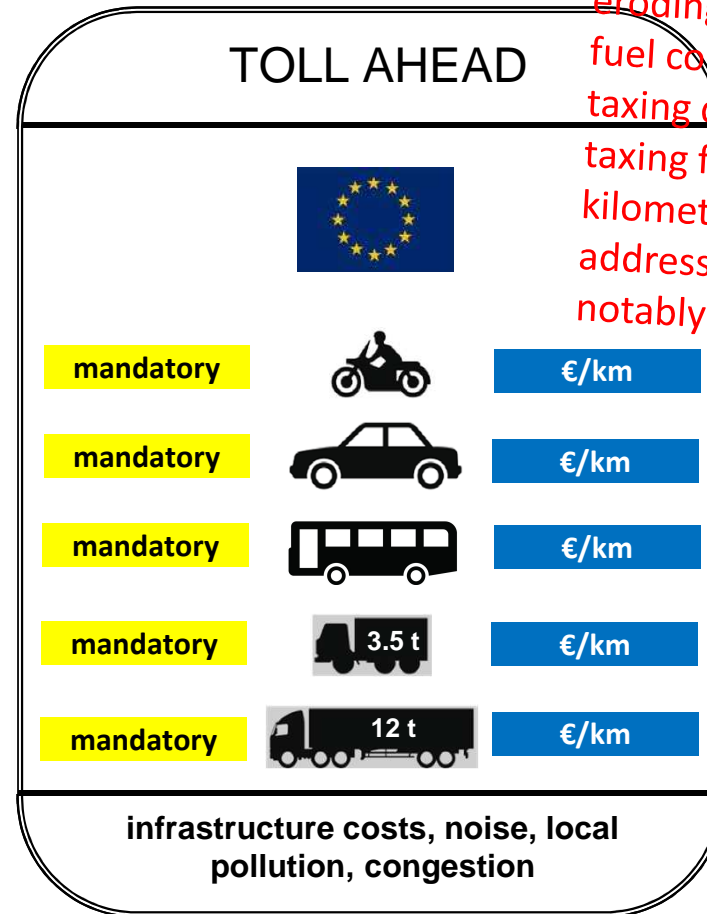 TOLL AHEAD
fuel
taxing
taxing
notably
mandatory €/km
mandatory €/km
mandatory €/km
mandatory 3.5 t €/km
mandatory 12 t €/km
infrastructure costs, noise, local
pollution, congestion